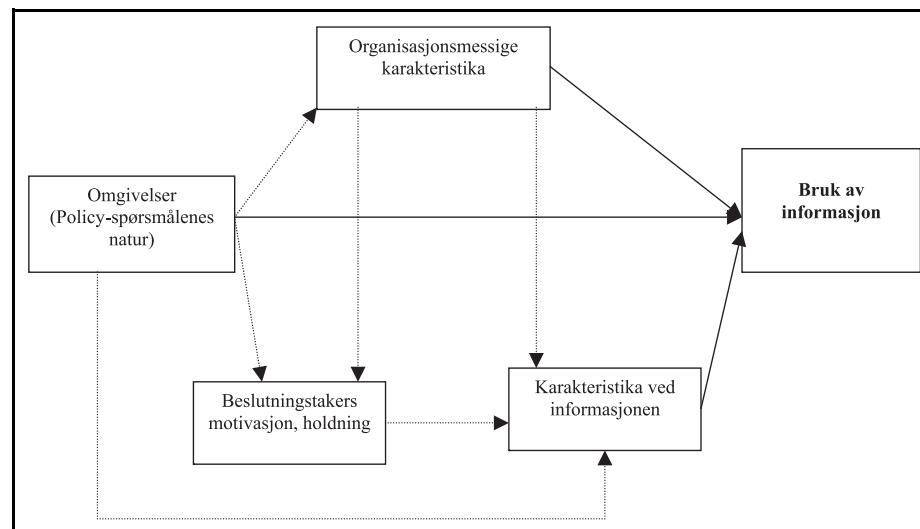 Organisasjonsmessige
karakteristika
Omgivelser
(Policy-spørsmålenes
natur)
Bruk av
informasjon
Beslutningstakers
motivasjon, holdning
Karakteristika ved
informasjonen